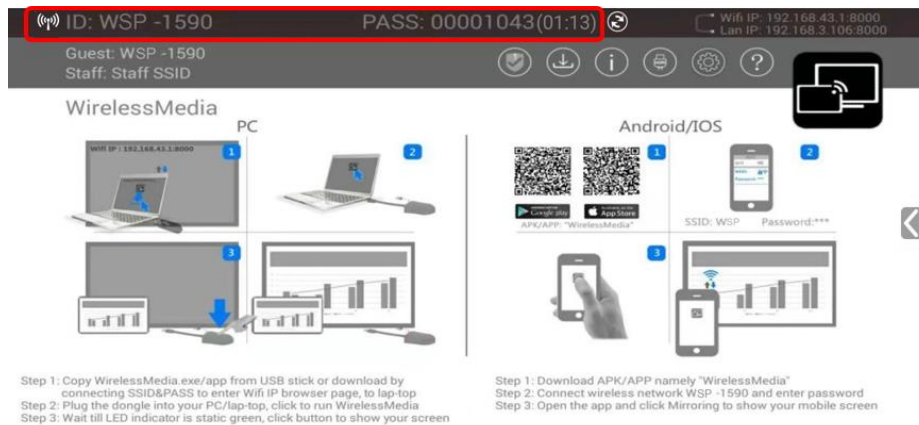 ID: WSP -1590 PASS: 00001043(01:13) Wifi IP: 192.168.43.1:8000
Lan IP: 192.168.3.106:8000
Guest: WSP -1590
Staff: Staff SSID
WirelessMedia
PC
Wifi IP : 192.168.43.1:8000
1
2
3
Android/IOS
1
2
Google play
App Store
APK/APP: "WirelessMedia"
SSID: WSP Password:***
3
Step 1: Copy WirelessMedia.exe/app from USB stick or download by
connecting SSID&PASS to enter Wifi IP browser page, to lap-top
Step 2: Plug the dongle into your PC/lap-top, click to run WirelessMedia
Step 3: Wait till LED indicator is static green, click button to show your screen
Step 1: Download APK/APP namely "WirelessMedia"
Step 2: Connect wireless network WSP -1590 and enter password
Step 3: Open the app and click Mirroring to show your mobile screen